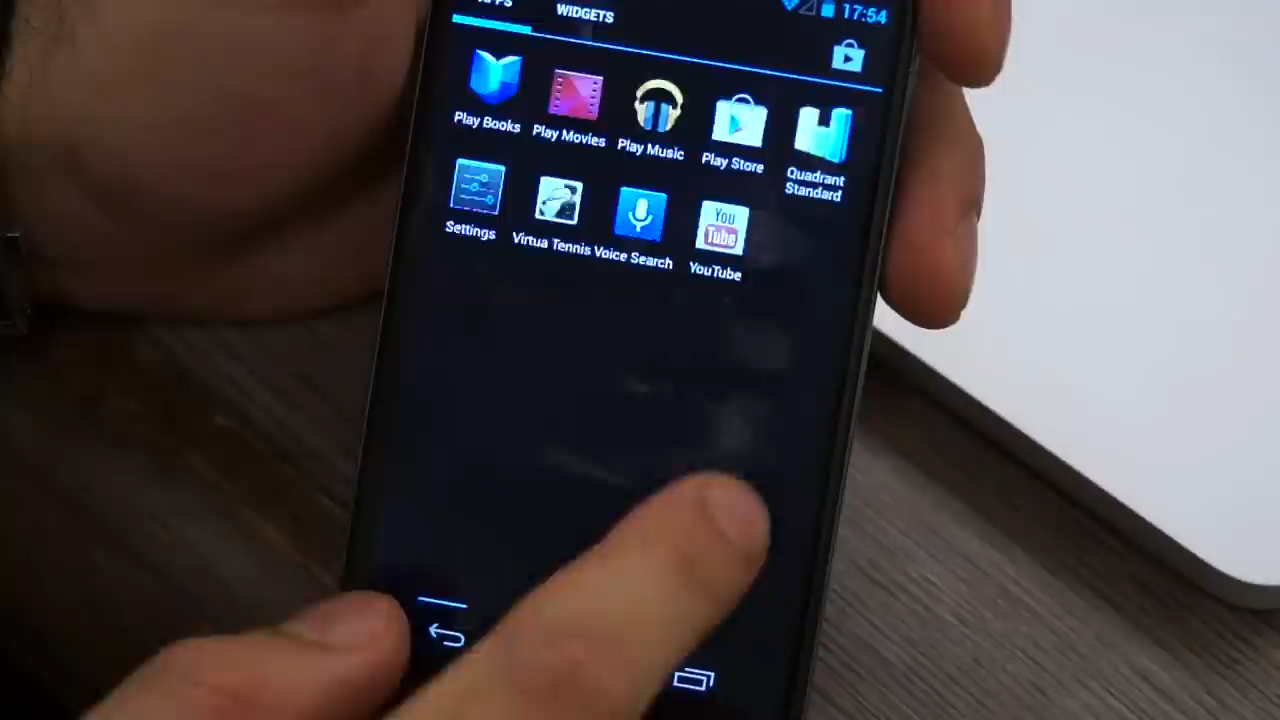 APPS WIDGETS 17:54
Play Books Play Movies Play Music Play Store Quadrant Standard
Settings Virtua Tennis Voice Search You Tube YouTube